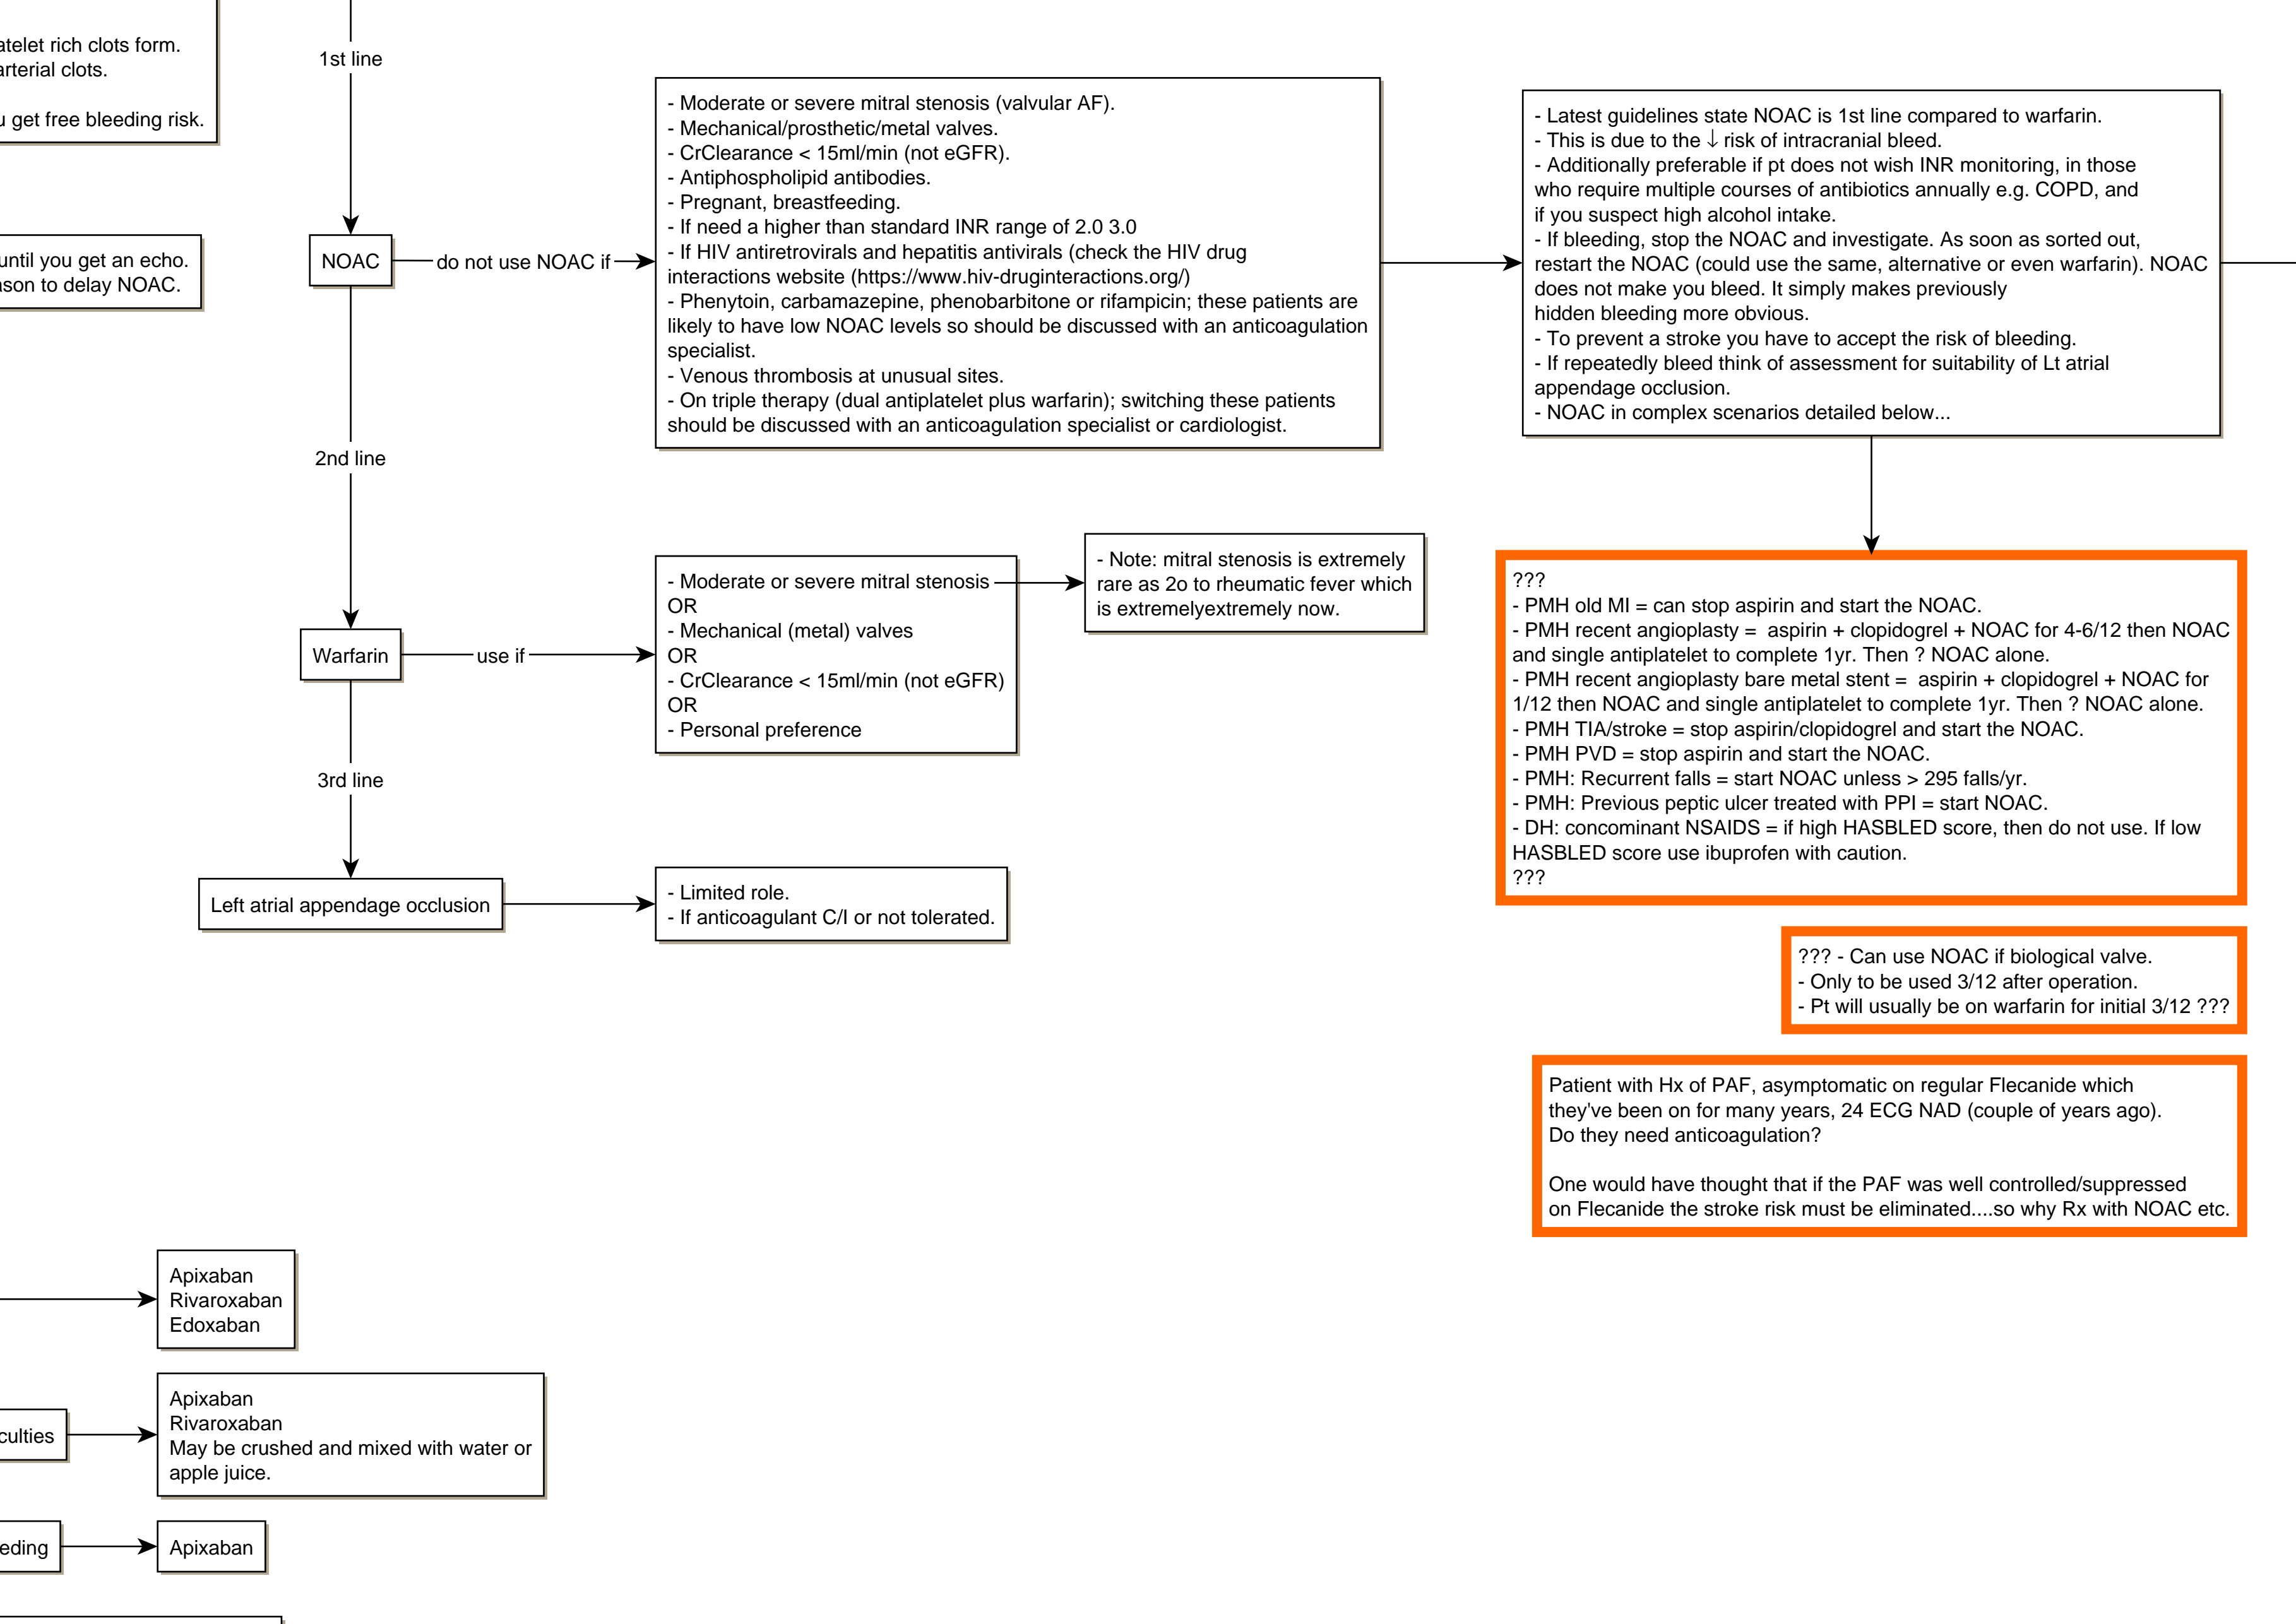 atelet rich clots form.
arterial clots.
u get free bleeding risk.
until you get an echo.
ason to delay NOAC.
1st line
NOAC
do not use NOAC if
- Moderate or severe mitral stenosis (valvular AF).
- Mechanical/prosthetic/metal valves.
- CrClearance < 15ml/min (not eGFR).
- Antiphospholipid antibodies.
- Pregnant, breastfeeding.
- If need a higher than standard INR range of 2.0 3.0
- If HIV antiretrovirals and hepatitis antivirals (check the HIV drug
interactions website (https://www.hiv-druginteractions.org/)
- Phenytoin, carbamazepine, phenobarbitone or rifampicin; these patients are
likely to have low NOAC levels so should be discussed with an anticoagulation
specialist.
- Venous thrombosis at unusual sites.
- On triple therapy (dual antiplatelet plus warfarin); switching these patients
should be discussed with an anticoagulation specialist or cardiologist.
- Latest guidelines state NOAC is 1st line compared to warfarin.
- This is due to the ↓ risk of intracranial bleed.
- Additionally preferable if pt does not wish INR monitoring, in those
who require multiple courses of antibiotics annually e.g. COPD, and
if you suspect high alcohol intake.
- If bleeding, stop the NOAC and investigate. As soon as sorted out,
restart the NOAC (could use the same, alternative or even warfarin). NOAC
does not make you bleed. It simply makes previously
hidden bleeding more obvious.
- To prevent a stroke you have to accept the risk of bleeding.
- If repeatedly bleed think of assessment for suitability of Lt atrial
appendage occlusion.
- NOAC in complex scenarios detailed below...
2nd line
Warfarin
use if
- Moderate or severe mitral stenosis
OR
- Mechanical (metal) valves
OR
- CrClearance < 15ml/min (not eGFR)
OR
- Personal preference
- Note: mitral stenosis is extremely
rare as 2o to rheumatic fever which
is extremelyextremely now.
???
- PMH old MI = can stop aspirin and start the NOAC.
- PMH recent angioplasty = aspirin + clopidogrel + NOAC for 4-6/12 then NOAC
and single antiplatelet to complete 1yr. Then ? NOAC alone.
- PMH recent angioplasty bare metal stent = aspirin + clopidogrel + NOAC for
1/12 then NOAC and single antiplatelet to complete 1yr. Then ? NOAC alone.
- PMH TIA/stroke = stop aspirin/clopidogrel and start the NOAC.
- PMH PVD = stop aspirin and start the NOAC.
- PMH: Recurrent falls = start NOAC unless > 295 falls/yr.
- PMH: Previous peptic ulcer treated with PPI = start NOAC.
- DH: concominant NSAIDS = if high HASBLED score, then do not use. If low
HASBLED score use ibuprofen with caution.
???
3rd line
Left atrial appendage occlusion
- Limited role.
- If anticoagulant C/I or not tolerated.
??? - Can use NOAC if biological valve.
- Only to be used 3/12 after operation.
- Pt will usually be on warfarin for initial 3/12 ???
Patient with Hx of PAF, asymptomatic on regular Flecanide which
they've been on for many years, 24 ECG NAD (couple of years ago).
Do they need anticoagulation?
One would have thought that if the PAF was well controlled/suppressed
on Flecanide the stroke risk must be eliminated....so why Rx with NOAC etc.
Apixaban
Rivaroxaban
Edoxaban
culties
Apixaban
Rivaroxaban
May be crushed and mixed with water or
apple juice.
eding
Apixaban